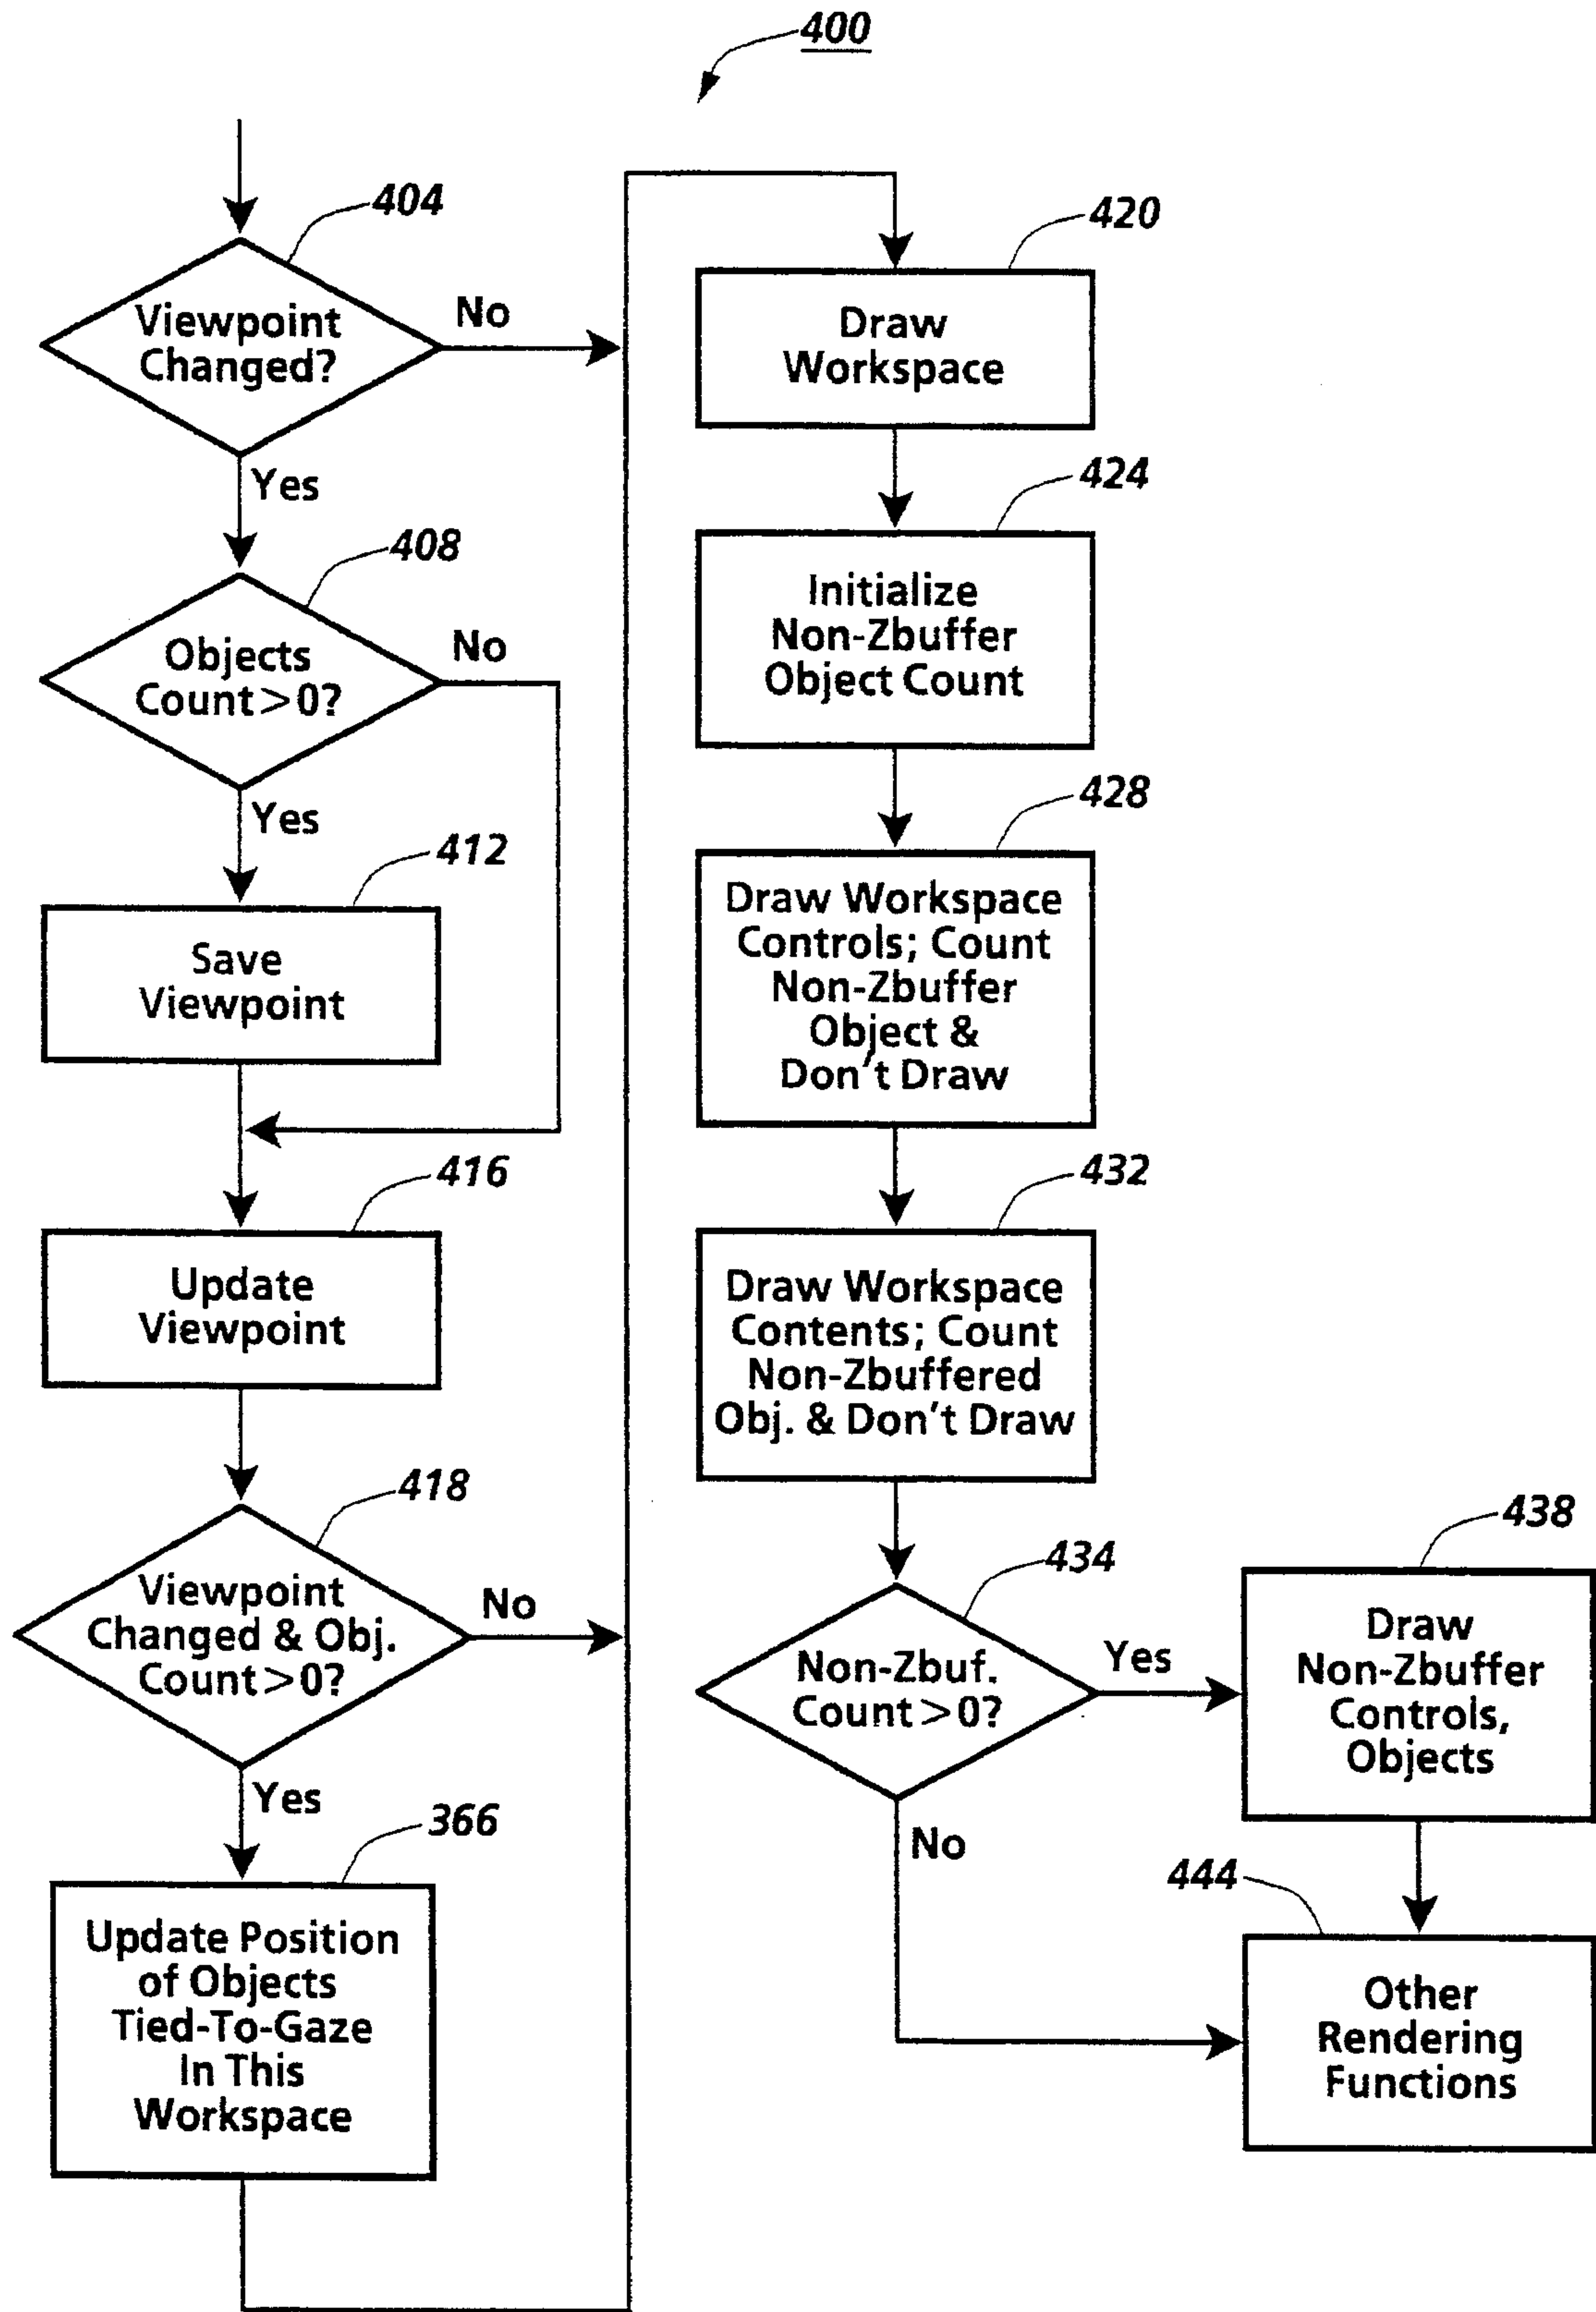 400
404
Viewpoint
Changed?
No
Yes
408
Objects
Count>0?
No
Yes
412
Save
Viewpoint
416
Update
Viewpoint
418
Viewpoint
Changed & Obj.
Count>0?
No
Yes
366
Update Position
of Objects
Tied-To-Gaze
In This
Workspace
420
Draw
Workspace
424
Initialize
Non-Zbuffer
Object Count
428
Draw Workspace
Controls; Count
Non-Zbuffer
Object &
Don't Draw
432
Draw Workspace
Contents; Count
Non-Zbuffered
Obj. & Don't Draw
434
Non-Zbuf.
Count>0?
Yes
No
438
Draw
Non-Zbuffer
Controls,
Objects
444
Other
Rendering
Functions